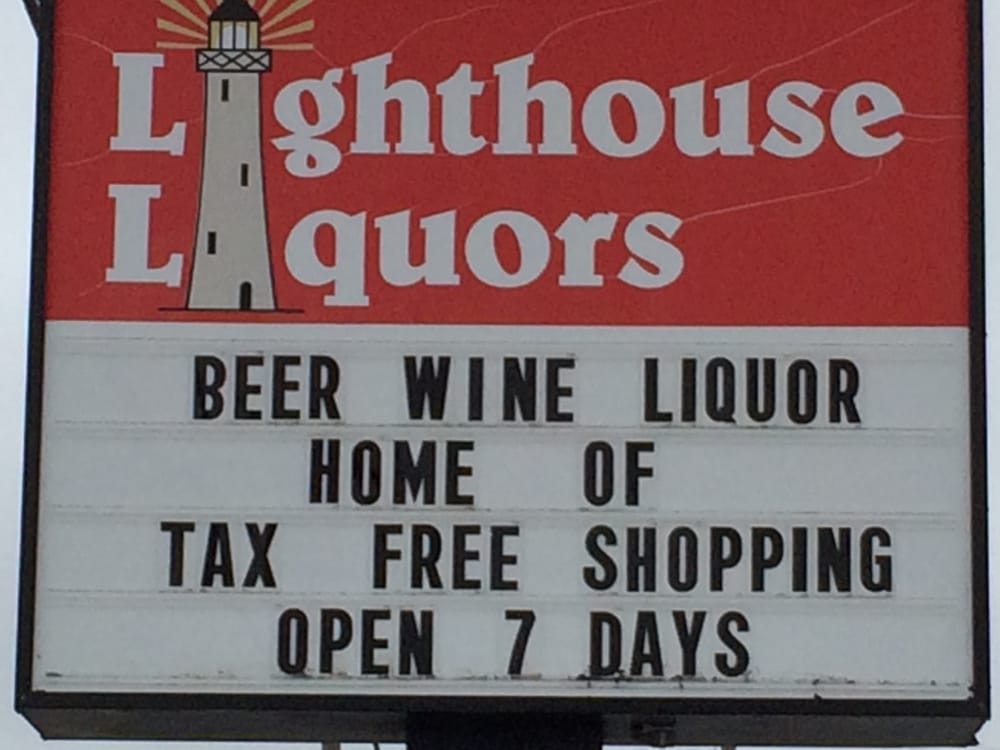 Lighthouse
Liquors
BEER WINE LIQUOR
HOME OF
TAX FREE SHOPPING
OPEN 7 DAYS